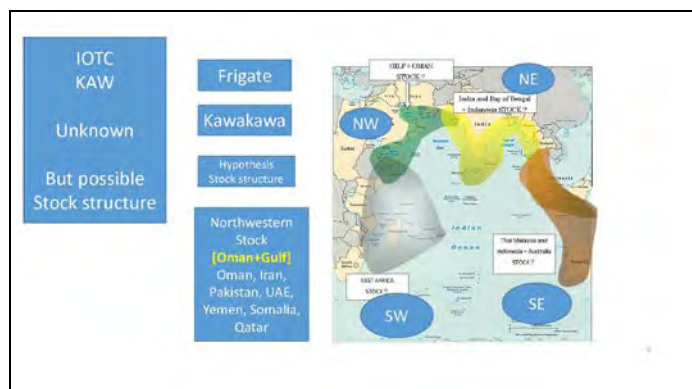 IOTC
KAW
Unknown
But possible
Stock structure
Frigate
Kawakawa
Hypothesis
Stock structure
Northwestern
Stock
[Oman+Gulf]
Oman, Iran,
Pakistan, UAE,
Yemen, Somalia,
Qatar
GULF + OMAN
STOCK ?
NE
India and Bay of Bengal
+ Indonesia STOCK ?
NW
India
Indian
Ocean
Thai Malaysia and
Indonesia + Australia
STOCK ?
EAST AFRICA
STOCK ?
SW
SE